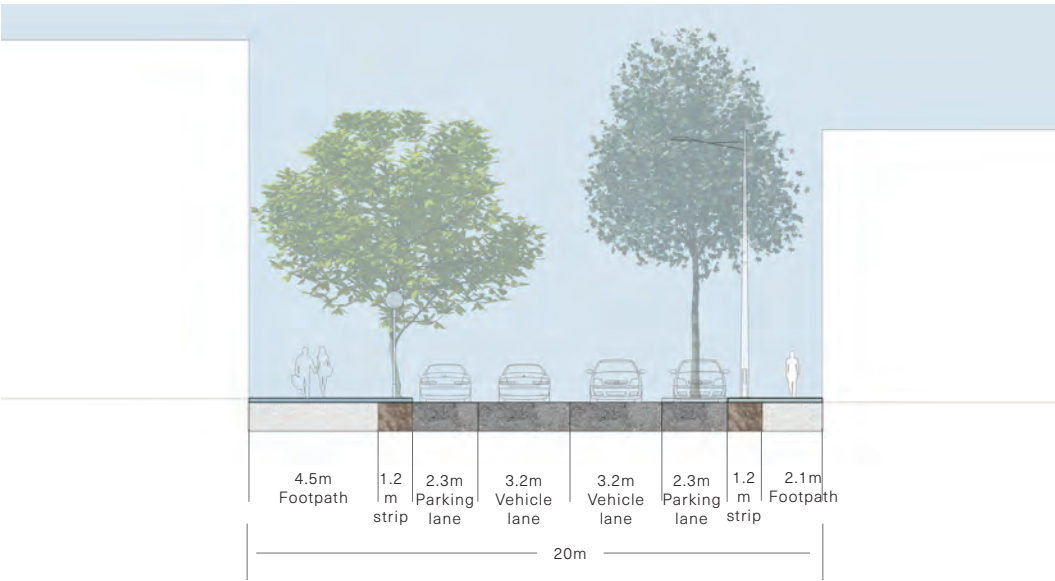 4.5m
Footpath
1.2
m
strip
2.3m
Parking
lane
3.2m
Vehicle
lane
3.2m
Vehicle
lane
2.3m
Parking
lane
1.2
m
strip
2.1m
Footpath
20m